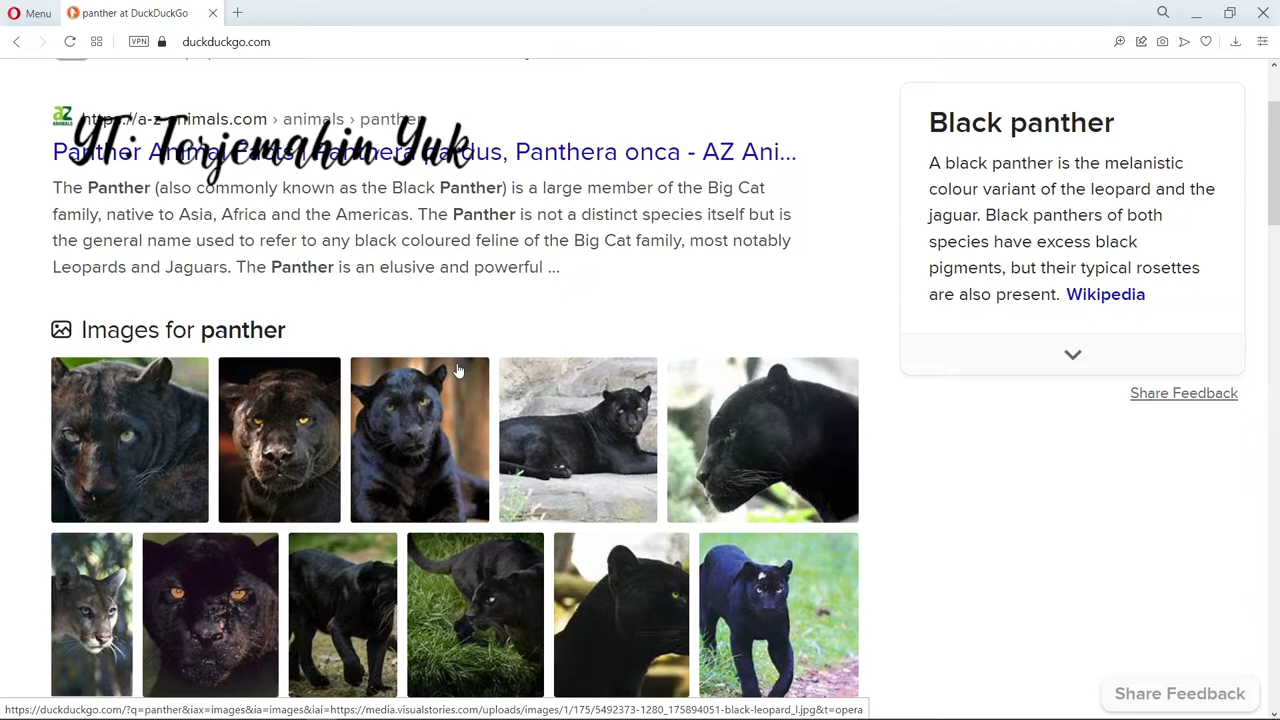 Menu
panther at DuckDuckGo
VPN
duckduckgo.com
https://a-z-animals.com › animals › panther
YT: Terjemahin Yuk
Panther Animal Facts | Panthera pardus, Panthera onca - AZ Ani...
The Panther (also commonly known as the Black Panther) is a large member of the Big Cat
family, native to Asia, Africa and the Americas. The Panther is not a distinct species itself but is
the general name used to refer to any black coloured feline of the Big Cat family, most notably
Leopards and Jaguars. The Panther is an elusive and powerful ...
Images for panther
Black panther
A black panther is the melanistic
colour variant of the leopard and the
jaguar. Black panthers of both
species have excess black
pigments, but their typical rosettes
are also present. Wikipedia
Share Feedback
Share Feedback
https://duckduckgo.com/?q=panther&iax=images&ia=images&iai=https://media.visualstories.com/uploads/images/1/175/5492373-1280_175894051-black-leopard_l.jpg&t=opera